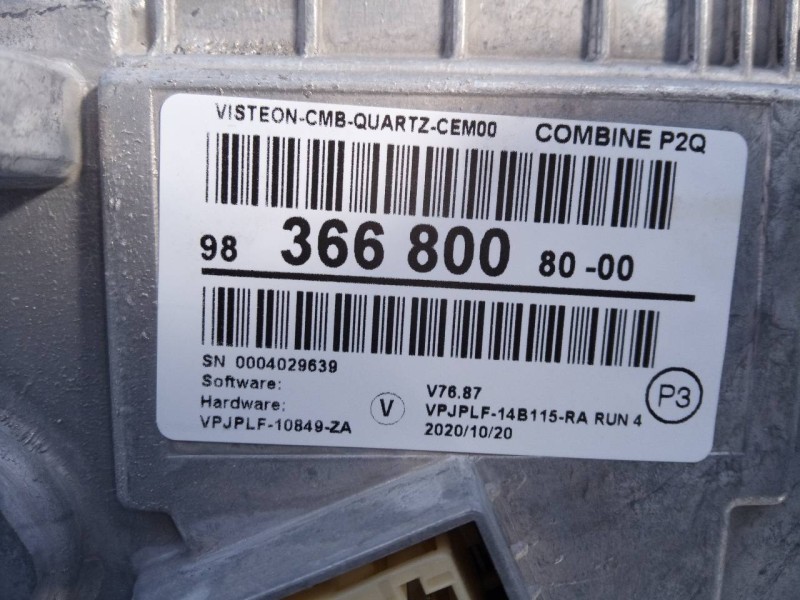 VISTEON-CMB-QUARTZ-CEM00 COMBINE P2Q
98 366 800 80-00
SN 0004029639
Software: V76.87
Hardware: V VPJPLF-14B115-RA RUN 4 P3
VPJPLF-10849-ZA 2020/10/20